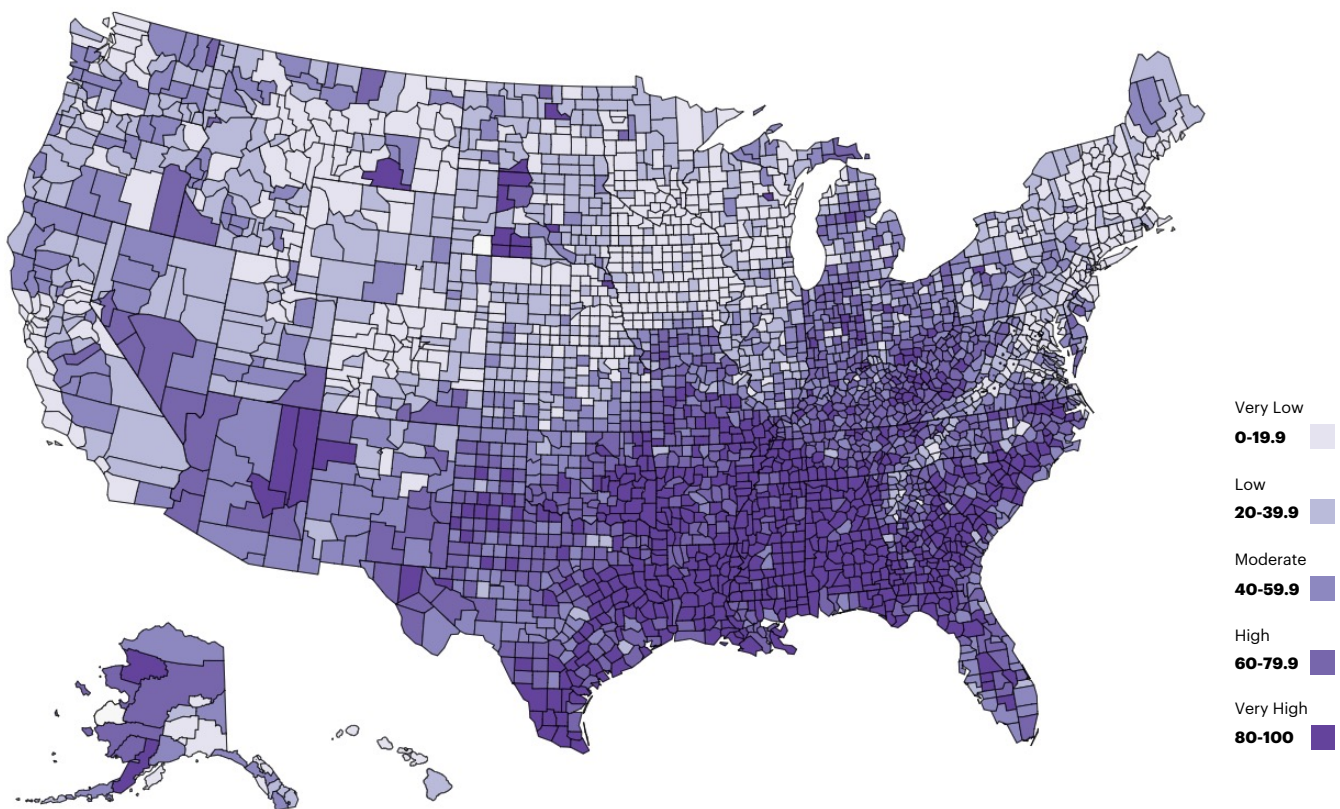 Very Low
0-19.9
Low
20-39.9
Moderate
40-59.9
High
60-79.9
Very High
80-100